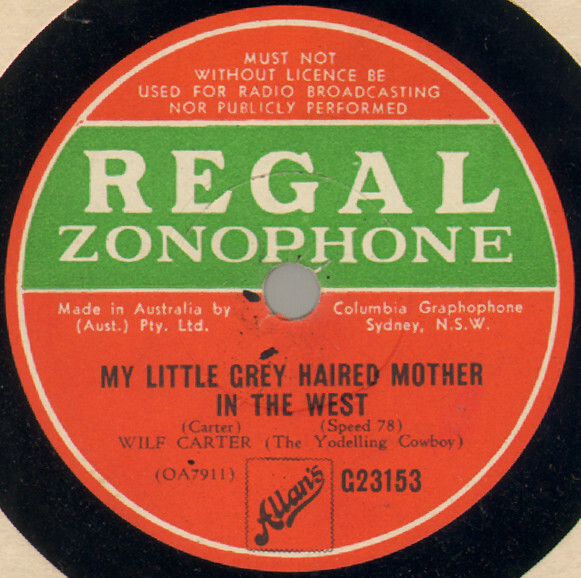 MUST NOT
WITHOUT LICENCE BE
USED FOR RADIO BROADCASTING
NOR PUBLICLY PERFORMED
REGAL
ZONOPHONE
Made in Australia by Columbia Graphophone
(Aust.) Pty. Ltd. Sydney, N.S.W.
MY LITTLE GREY HAIRED MOTHER
IN THE WEST
(Carter) (Speed 78)
WILF CARTER (The Yodelling Cowboy)
(OA7911) Allan's G23153